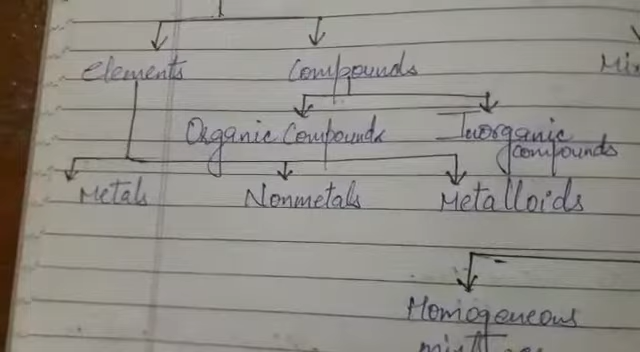 Elements Compounds
Organic Compounds Inorganic
compounds
Metals Nonmetals Metalloids
Homogeneous